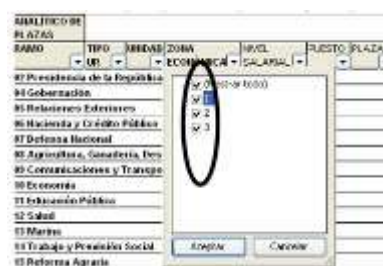 ANALÍTICO DE
PLAZAS
RAMO TIPO UR UNIDAD ZONA ECONOMICA NIVEL SALARIAL PUESTO PLAZA
02 Presidencia de la República
04 Gobernación
05 Relaciones Exteriores
06 Hacienda y Crédito Público
07 Defensa Nacional
08 Agricultura, Ganadería, Des
09 Comunicaciones y Transpo
10 Economía
11 Educación Pública
12 Salud
13 Marina
14 Trabajo y Previsión Social
15 Reforma Agraria
(Mostrar todo)
1
2
3
Aceptar Cancelar